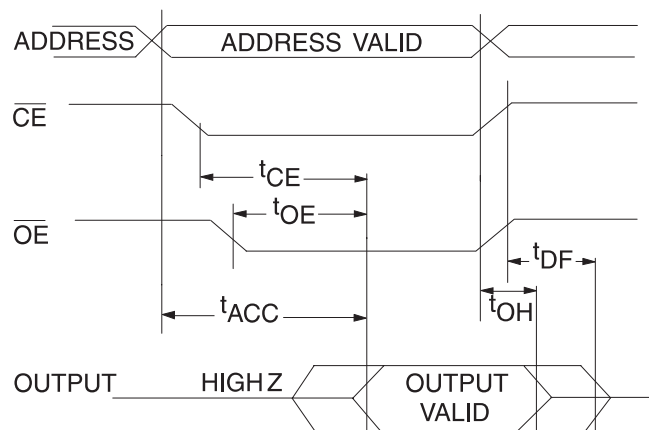 ADDRESS ADDRESS VALID
CE
tCE
tOE
OE
tDF
tACC
tOH
OUTPUT HIGH Z OUTPUT
VALID